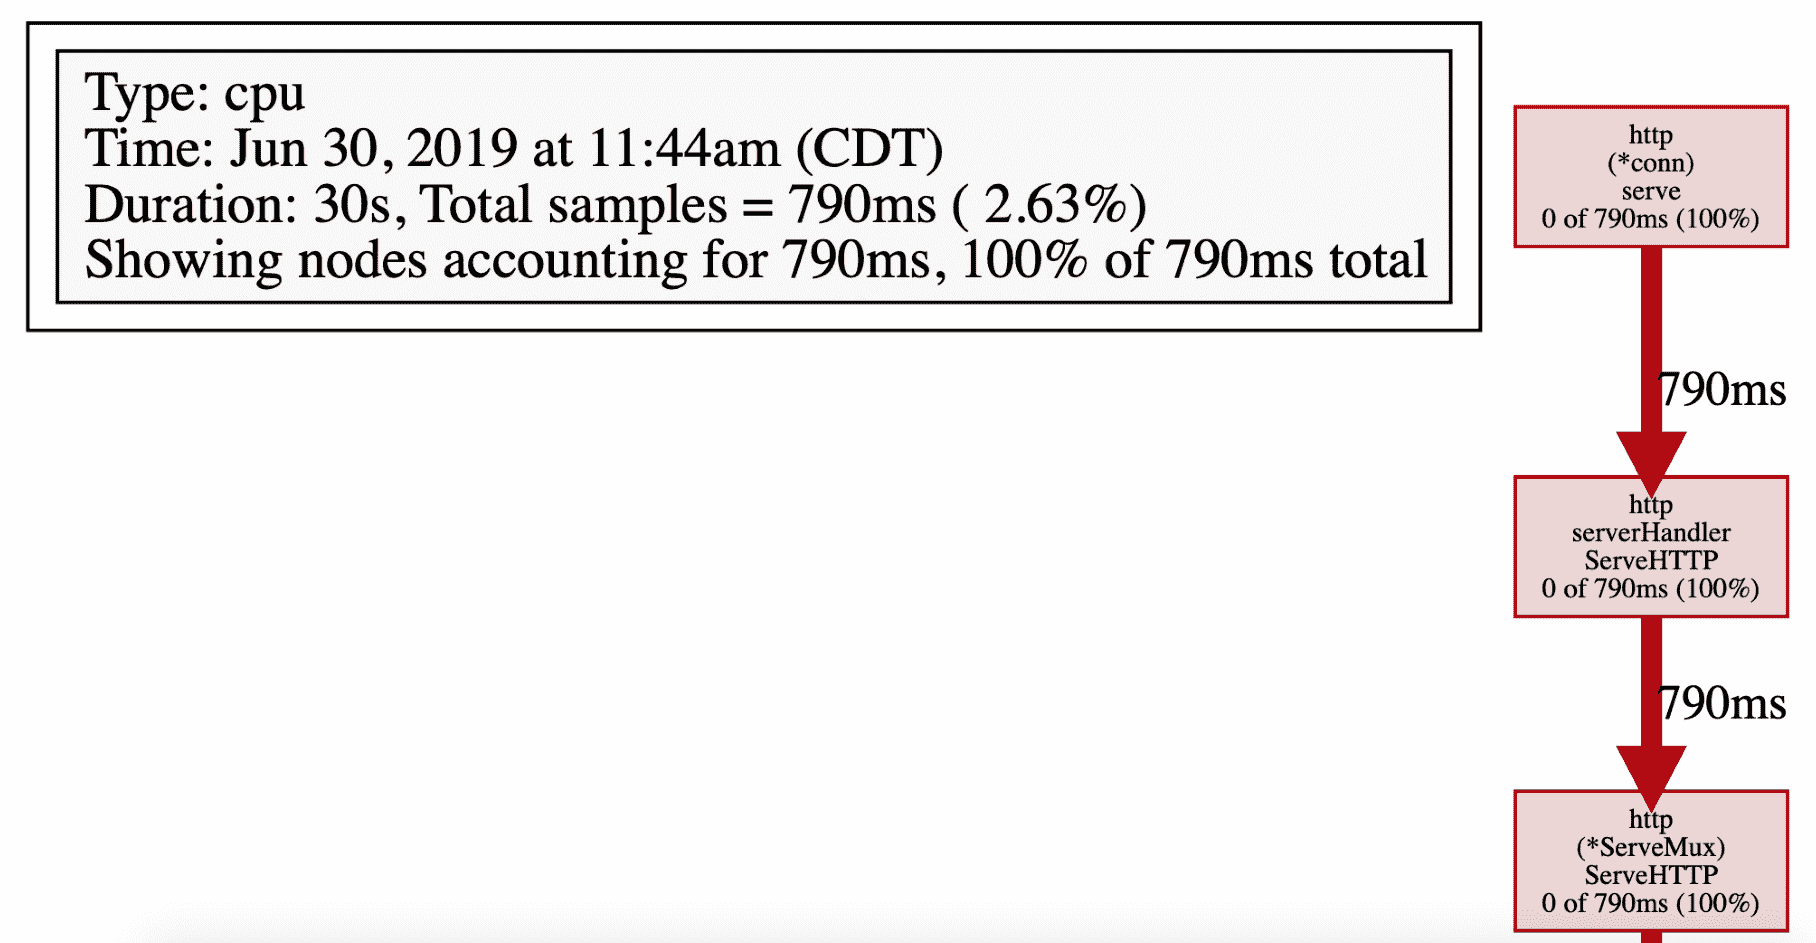 Type: cpu
Time: Jun 30, 2019 at 11:44am (CDT)
Duration: 30s, Total samples = 790ms ( 2.63%)
Showing nodes accounting for 790ms, 100% of 790ms total
http
(*conn)
serve
0 of 790ms (100%)
790ms
http
serverHandler
ServeHTTP
0 of 790ms (100%)
790ms
http
(*ServeMux)
ServeHTTP
0 of 790ms (100%)